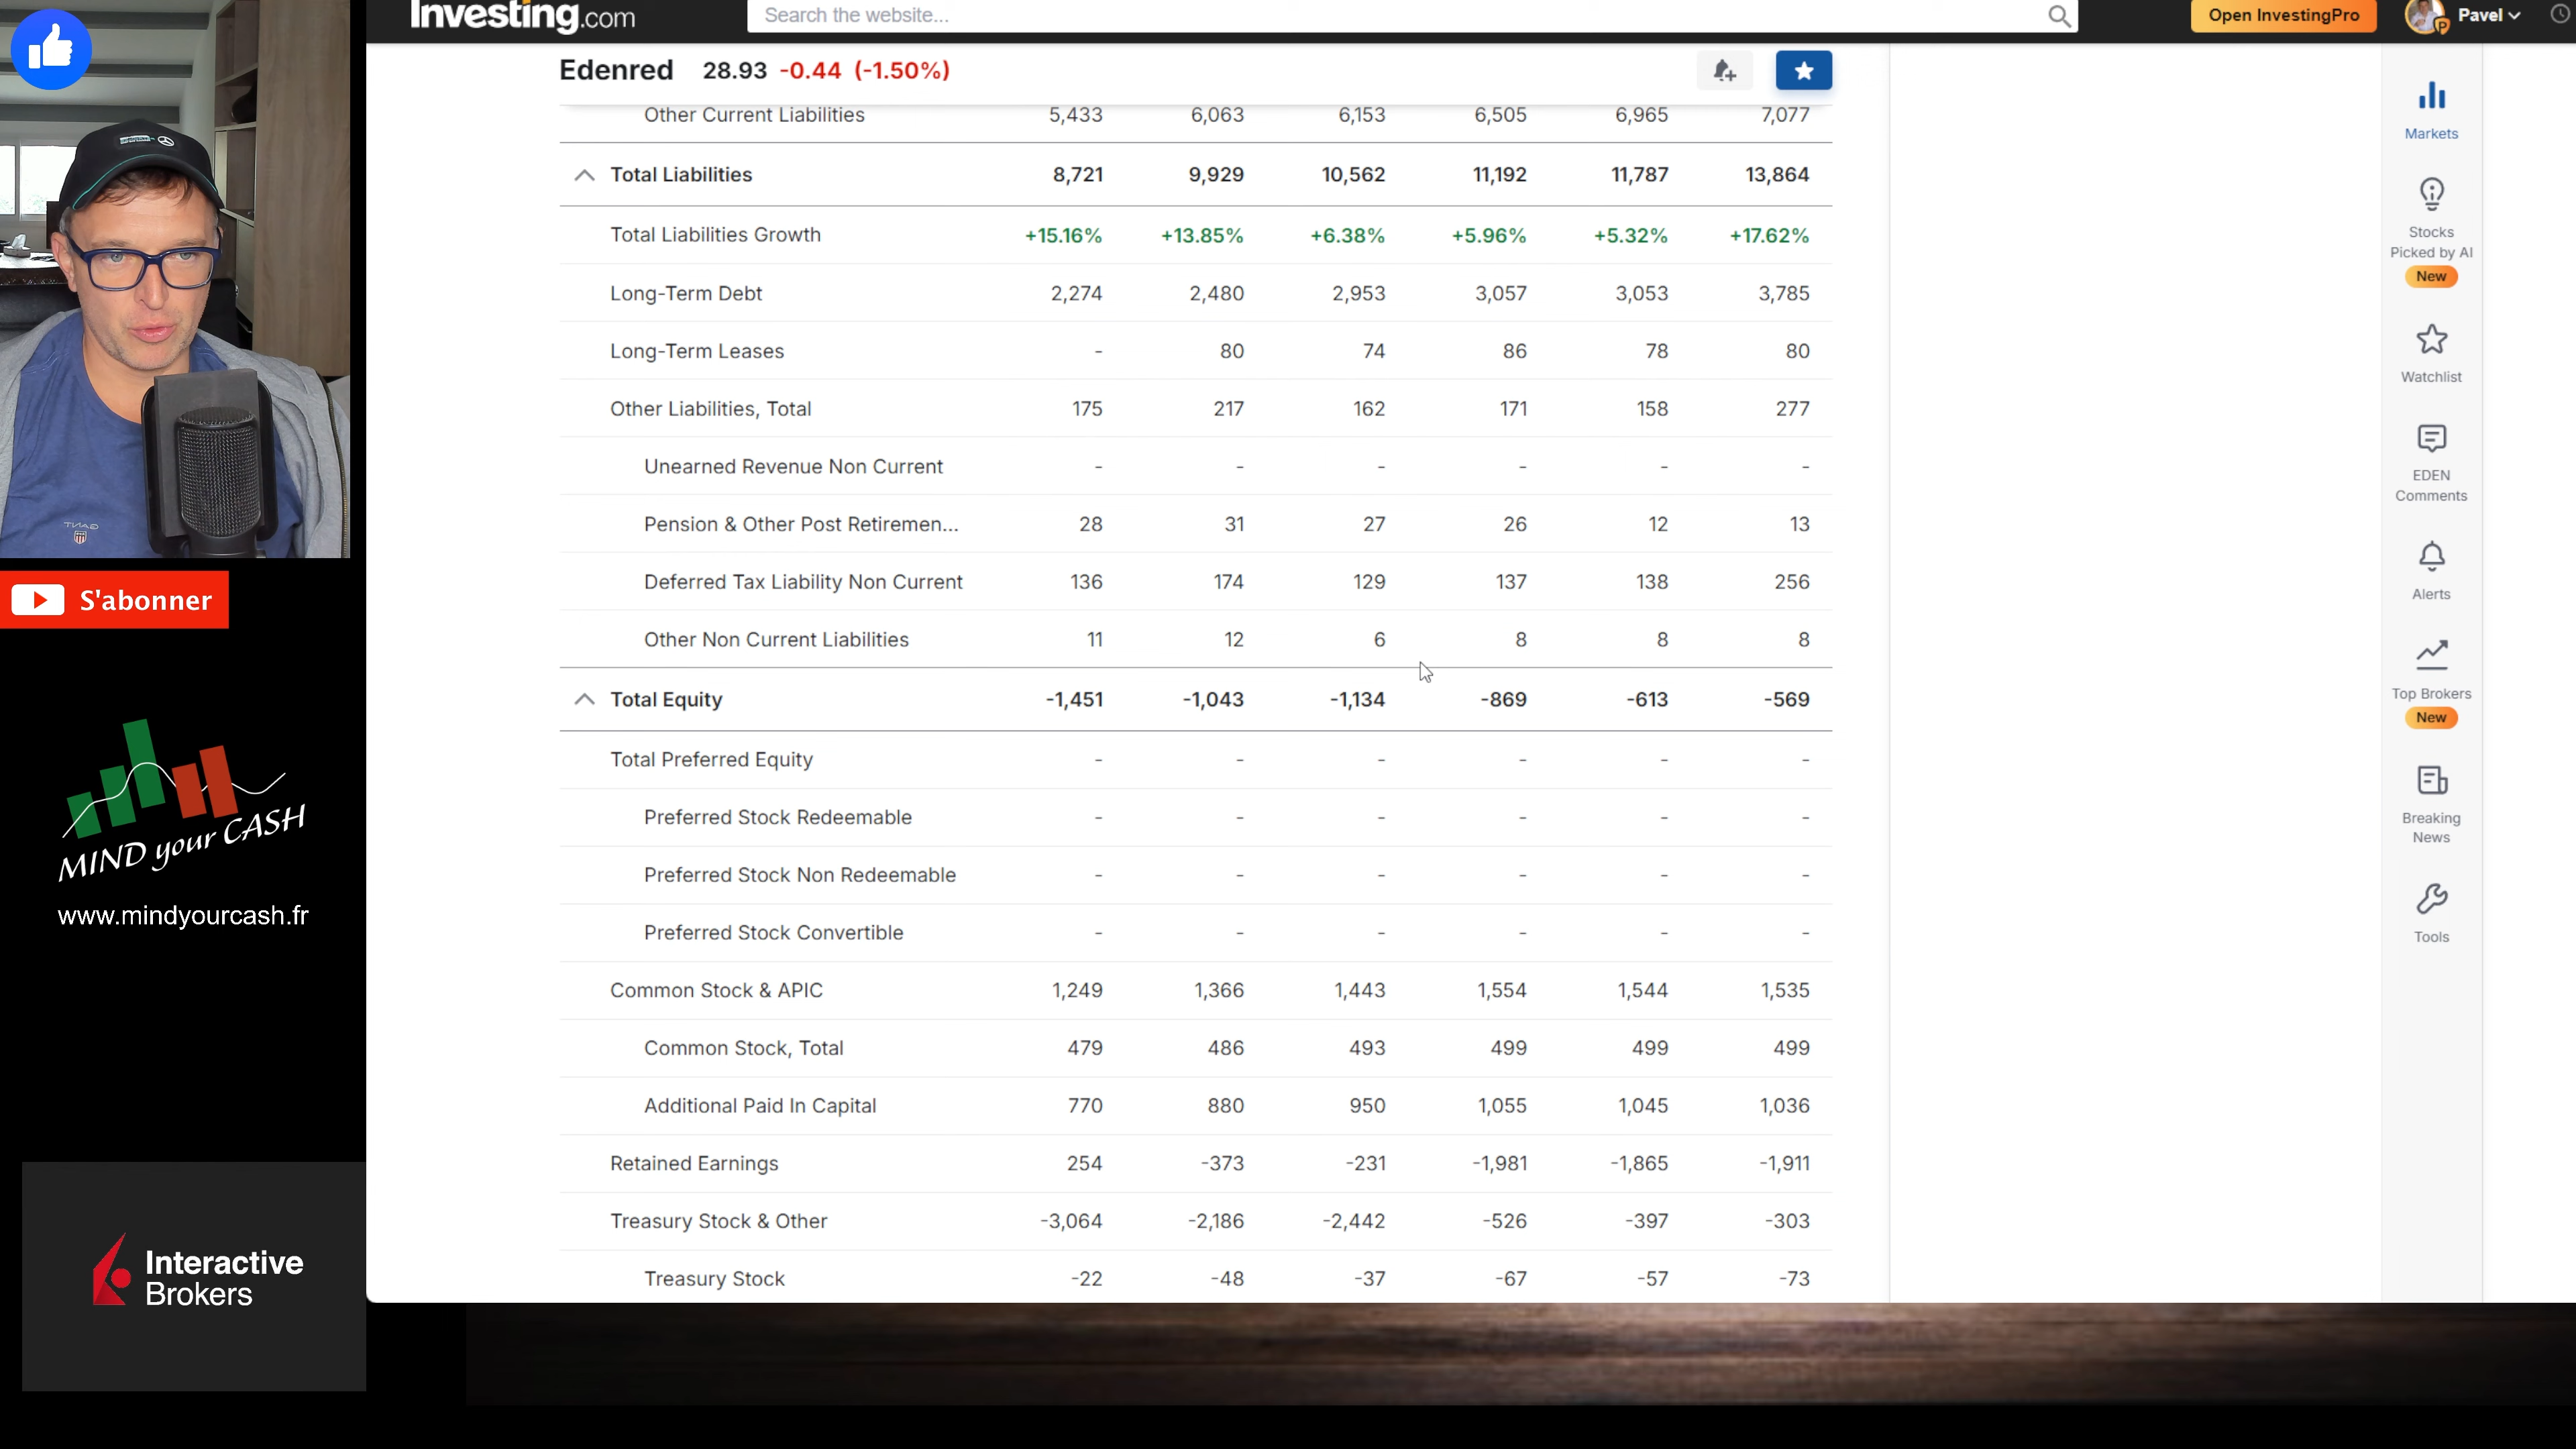 Investing.com
Search the website...
Open InvestingPro
Pavel
Edenred 28.93 -0.44 (-1.50%)
Other Current Liabilities 5,433 6,063 6,153 6,505 6,965 7,077
Total Liabilities 8,721 9,929 10,562 11,192 11,787 13,864
Total Liabilities Growth +15.16% +13.85% +6.38% +5.96% +5.32% +17.62%
Long-Term Debt 2,274 2,480 2,953 3,057 3,053 3,785
Long-Term Leases - 80 74 86 78 80
Other Liabilities, Total 175 217 162 171 158 277
Unearned Revenue Non Current - - - - - -
Pension & Other Post Retiremen... 28 31 27 26 12 13
Deferred Tax Liability Non Current 136 174 129 137 138 256
Other Non Current Liabilities 11 12 6 8 8 8
Total Equity -1,451 -1,043 -1,134 -869 -613 -569
Total Preferred Equity - - - - - -
Preferred Stock Redeemable - - - - - -
Preferred Stock Non Redeemable - - - - - -
Preferred Stock Convertible - - - - - -
Common Stock & APIC 1,249 1,366 1,443 1,554 1,544 1,535
Common Stock, Total 479 486 493 499 499 499
Additional Paid In Capital 770 880 950 1,055 1,045 1,036
Retained Earnings 254 -373 -231 -1,981 -1,865 -1,911
Treasury Stock & Other -3,064 -2,186 -2,442 -526 -397 -303
Treasury Stock -22 -48 -37 -67 -57 -73
Markets
Stocks
Picked by AI
New
Watchlist
EDEN
Comments
Alerts
Top Brokers
New
Breaking
News
Tools
GANT
S'abonner
MIND your CASH
www.mindyourcash.fr
Interactive
Brokers